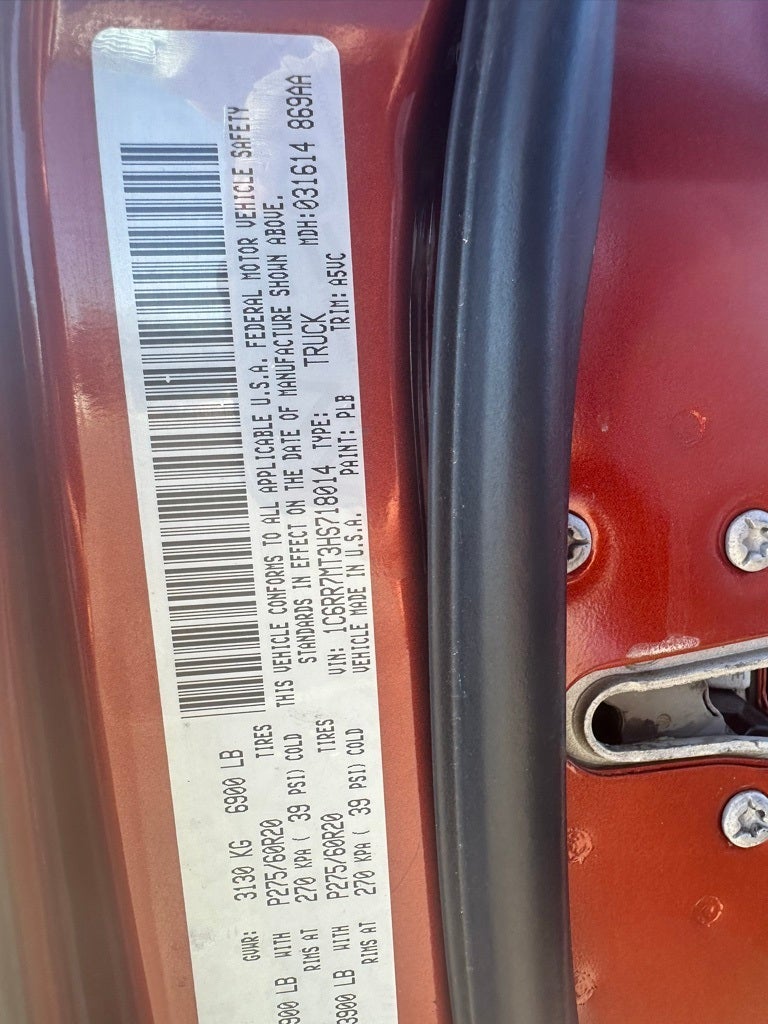 GVWR: 3130 KG 6900 LB
900 LB WITH P275/60R20 TIRES
RIMS AT 270 KPA ( 39 PSI) COLD
3900 LB WITH P275/60R20 TIRES
RIMS AT 270 KPA ( 39 PSI) COLD
THIS VEHICLE CONFORMS TO ALL APPLICABLE U.S.A. FEDERAL MOTOR VEHICLE SAFETY
STANDARDS IN EFFECT ON THE DATE OF MANUFACTURE SHOWN ABOVE.
VIN: 1C6RR7MT3HS718014 TYPE: TRUCK MDH: 031614 869AA
VEHICLE MADE IN U.S.A. PAINT: PLB TRIM: A5VC